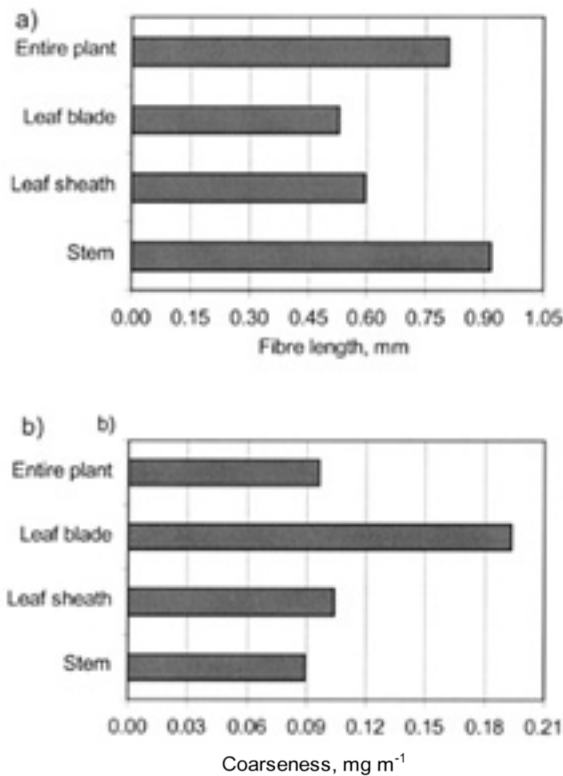 a)
Entire plant
Leaf blade
Leaf sheath
Stem
0.00 0.15 0.30 0.45 0.60 0.75 0.90 1.05
Fibre length, mm
b) b)
Entire plant
Leaf blade
Leaf sheath
Stem
0.00 0.03 0.06 0.09 0.12 0.15 0.18 0.21
Coarseness, mg m⁻¹